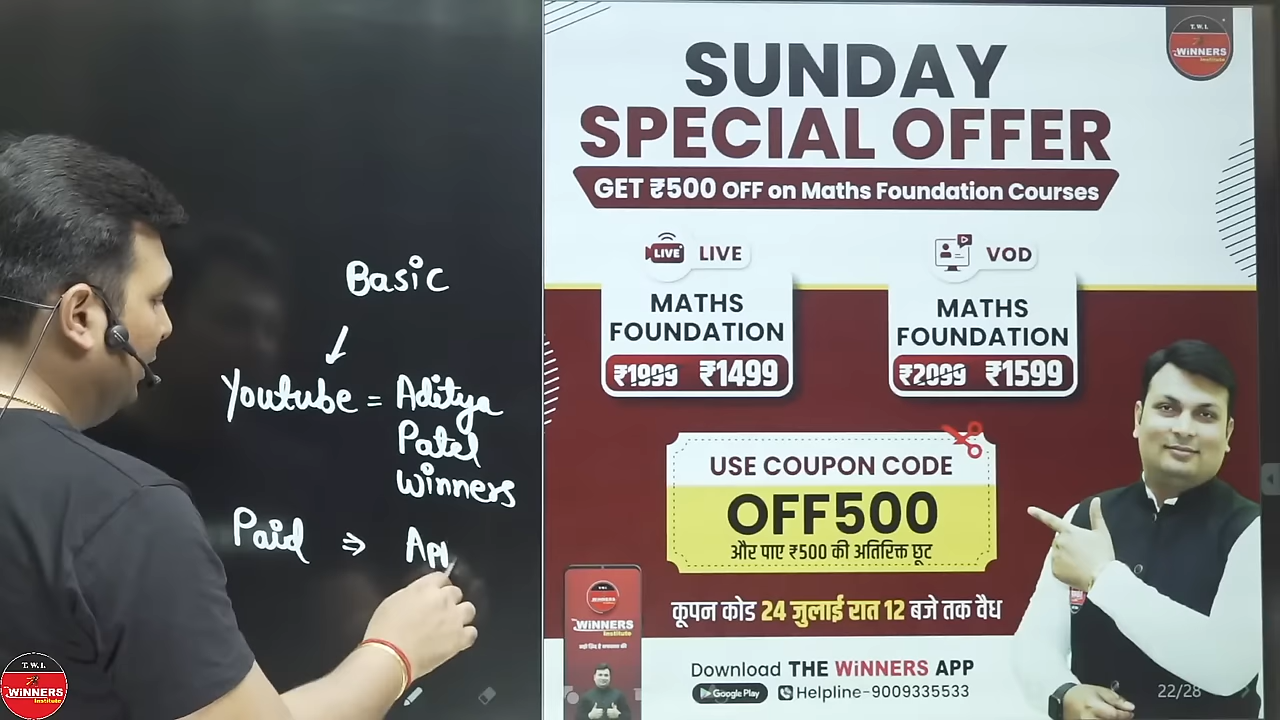 Basic
Youtube = Aditya
Patel
Winners
Paid ⇒ App
T.W.I.
WiNNERS
Institute
SUNDAY
SPECIAL OFFER
GET ₹500 OFF on Maths Foundation Courses
LIVE LIVE
MATHS
FOUNDATION
₹1999 ₹1499
VOD
MATHS
FOUNDATION
₹2099 ₹1599
USE COUPON CODE
OFF500
और पाए ₹500 की अतिरिक्त छूट
कूपन कोड 24 जुलाई रात 12 बजे तक वैध
WiNNERS
Institute
Download THE WiNNERS APP
Google Play Helpline-9009335533
22/28
T.W.I.
WiNNERS
Institute